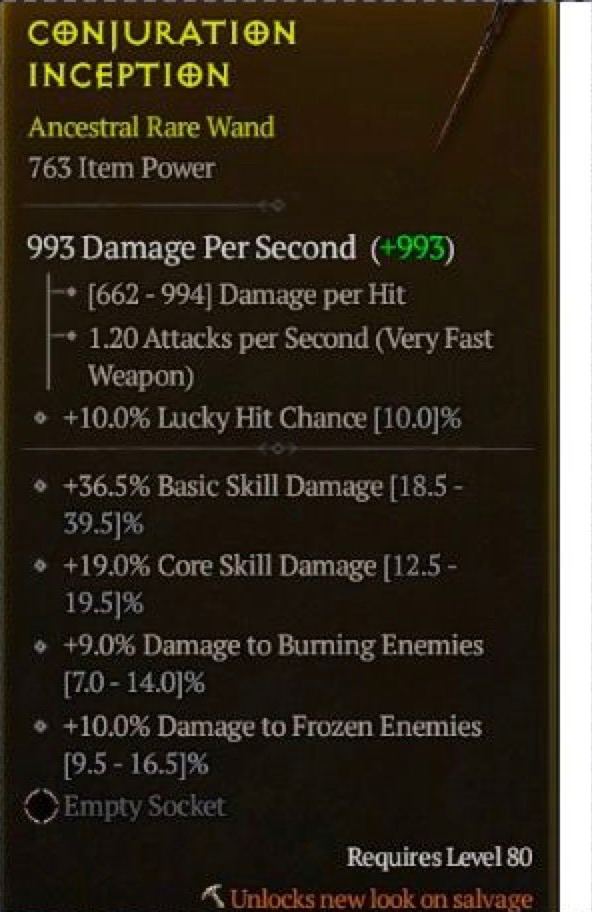 CONJURATION
INCEPTION
Ancestral Rare Wand
763 Item Power
993 Damage Per Second (+993)
[662 - 994] Damage per Hit
1.20 Attacks per Second (Very Fast
Weapon)
+10.0% Lucky Hit Chance [10.0]%
+36.5% Basic Skill Damage [18.5 -
39.5]%
+19.0% Core Skill Damage [12.5 -
19.5]%
+9.0% Damage to Burning Enemies
[7.0 - 14.0]%
+10.0% Damage to Frozen Enemies
[9.5 - 16.5]%
Empty Socket
Requires Level 80
Unlocks new look on salvage